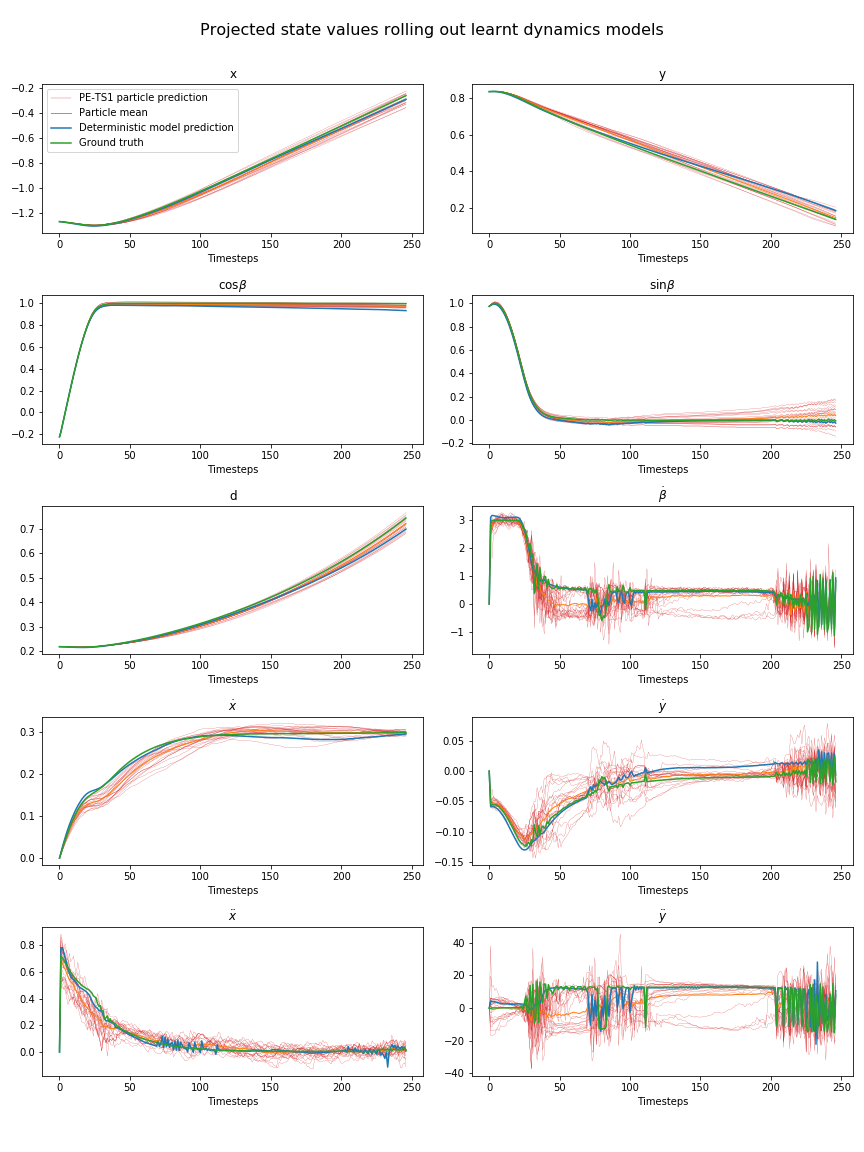 Projected state values rolling out learnt dynamics models
x
−0.2
−0.4
−0.6
−0.8
−1.0
−1.2
PE-TS1 particle prediction
Particle mean
Deterministic model prediction
Ground truth
0 50 100 150 200 250
Timesteps
y
0.8
0.6
0.4
0.2
0 50 100 150 200 250
Timesteps
cosβ
1.0
0.8
0.6
0.4
0.2
0.0
−0.2
0 50 100 150 200 250
Timesteps
sinβ
1.0
0.8
0.6
0.4
0.2
0.0
−0.2
0 50 100 150 200 250
Timesteps
d
0.7
0.6
0.5
0.4
0.3
0.2
0 50 100 150 200 250
Timesteps
β̇
3
2
1
0
−1
0 50 100 150 200 250
Timesteps
ẋ
0.3
0.2
0.1
0.0
0 50 100 150 200 250
Timesteps
ẏ
0.05
0.00
−0.05
−0.10
−0.15
0 50 100 150 200 250
Timesteps
ẍ
0.8
0.6
0.4
0.2
0.0
0 50 100 150 200 250
Timesteps
ÿ
40
20
0
−20
−40
0 50 100 150 200 250
Timesteps